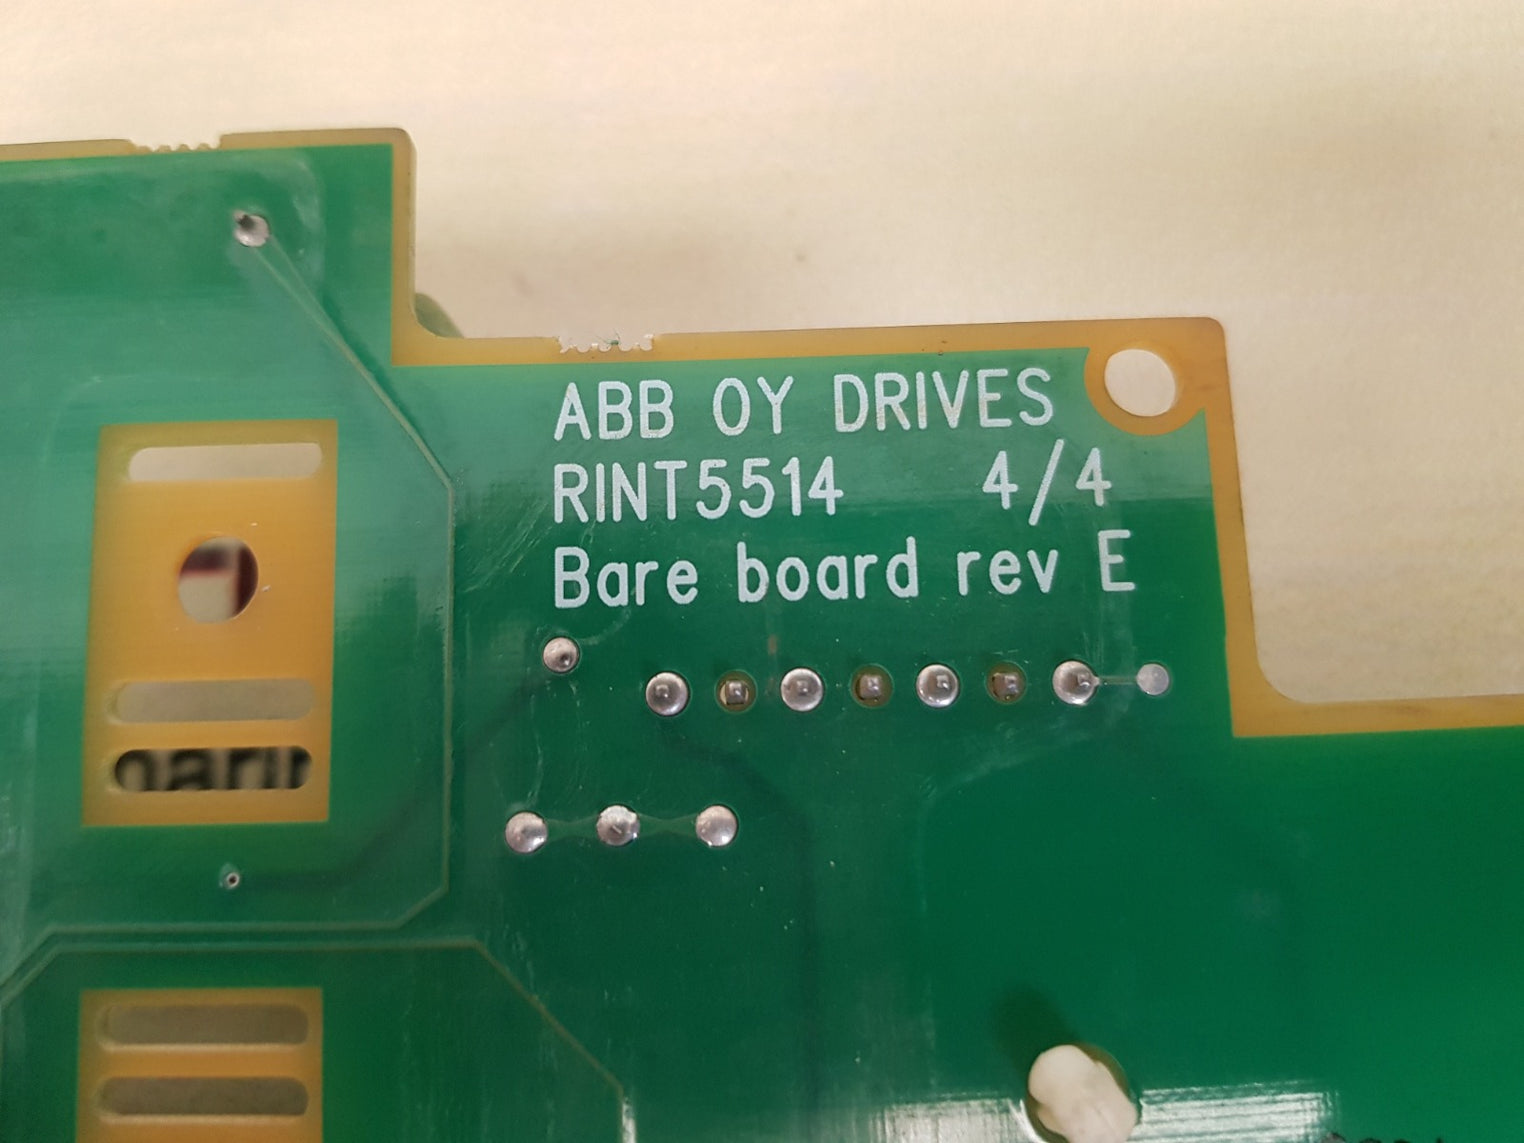 ABB OY DRIVES
RINT5514 4/4
Bare board rev E